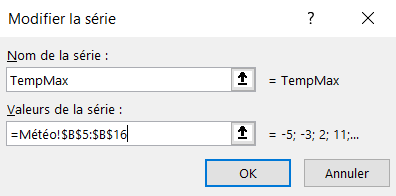 Modifier la série ? ×
Nom de la série :
TempMax = TempMax
Valeurs de la série :
=Météo!$B$5:$B$16 = -5; -3; 2; 11;...
OK Annuler